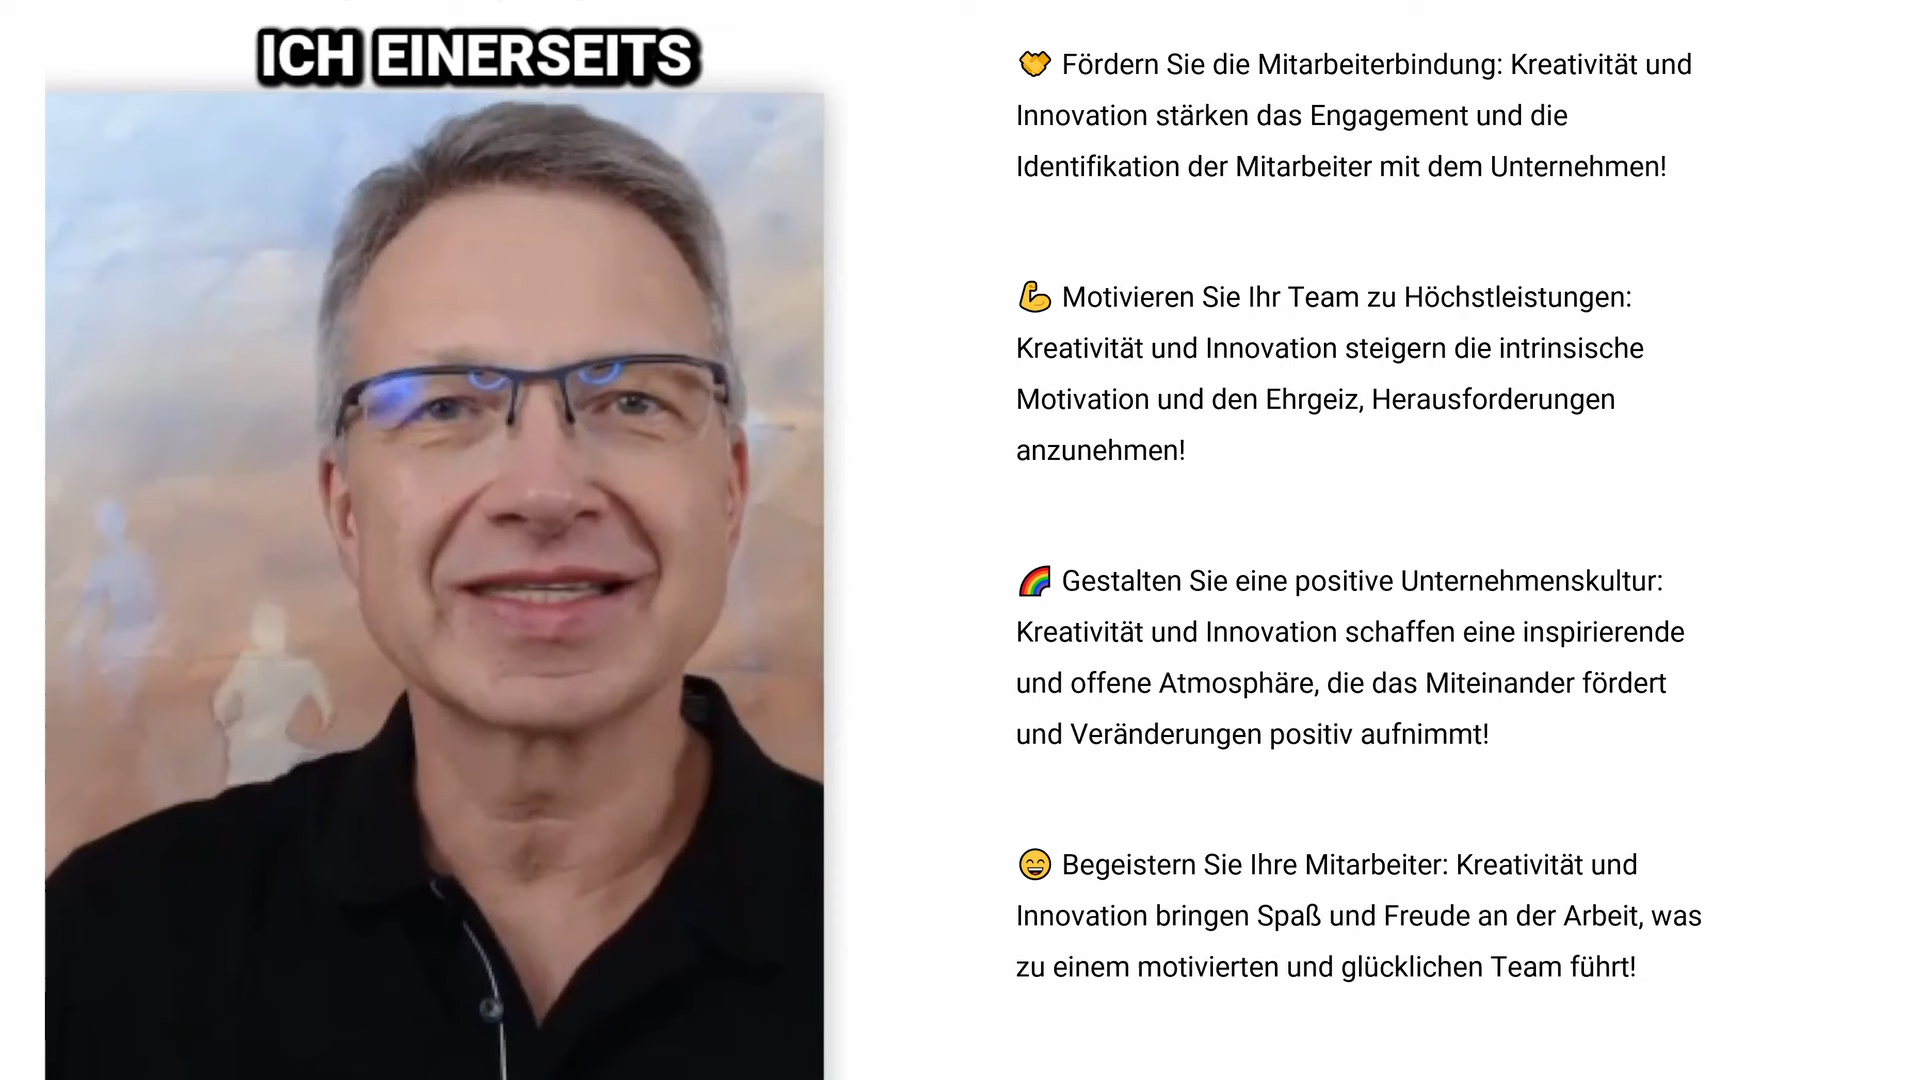 ICH EINERSEITS
🤝 Fördern Sie die Mitarbeiterbindung: Kreativität und
Innovation stärken das Engagement und die
Identifikation der Mitarbeiter mit dem Unternehmen!
💪 Motivieren Sie Ihr Team zu Höchstleistungen:
Kreativität und Innovation steigern die intrinsische
Motivation und den Ehrgeiz, Herausforderungen
anzunehmen!
🌈 Gestalten Sie eine positive Unternehmenskultur:
Kreativität und Innovation schaffen eine inspirierende
und offene Atmosphäre, die das Miteinander fördert
und Veränderungen positiv aufnimmt!
😄 Begeistern Sie Ihre Mitarbeiter: Kreativität und
Innovation bringen Spaß und Freude an der Arbeit, was
zu einem motivierten und glücklichen Team führt!